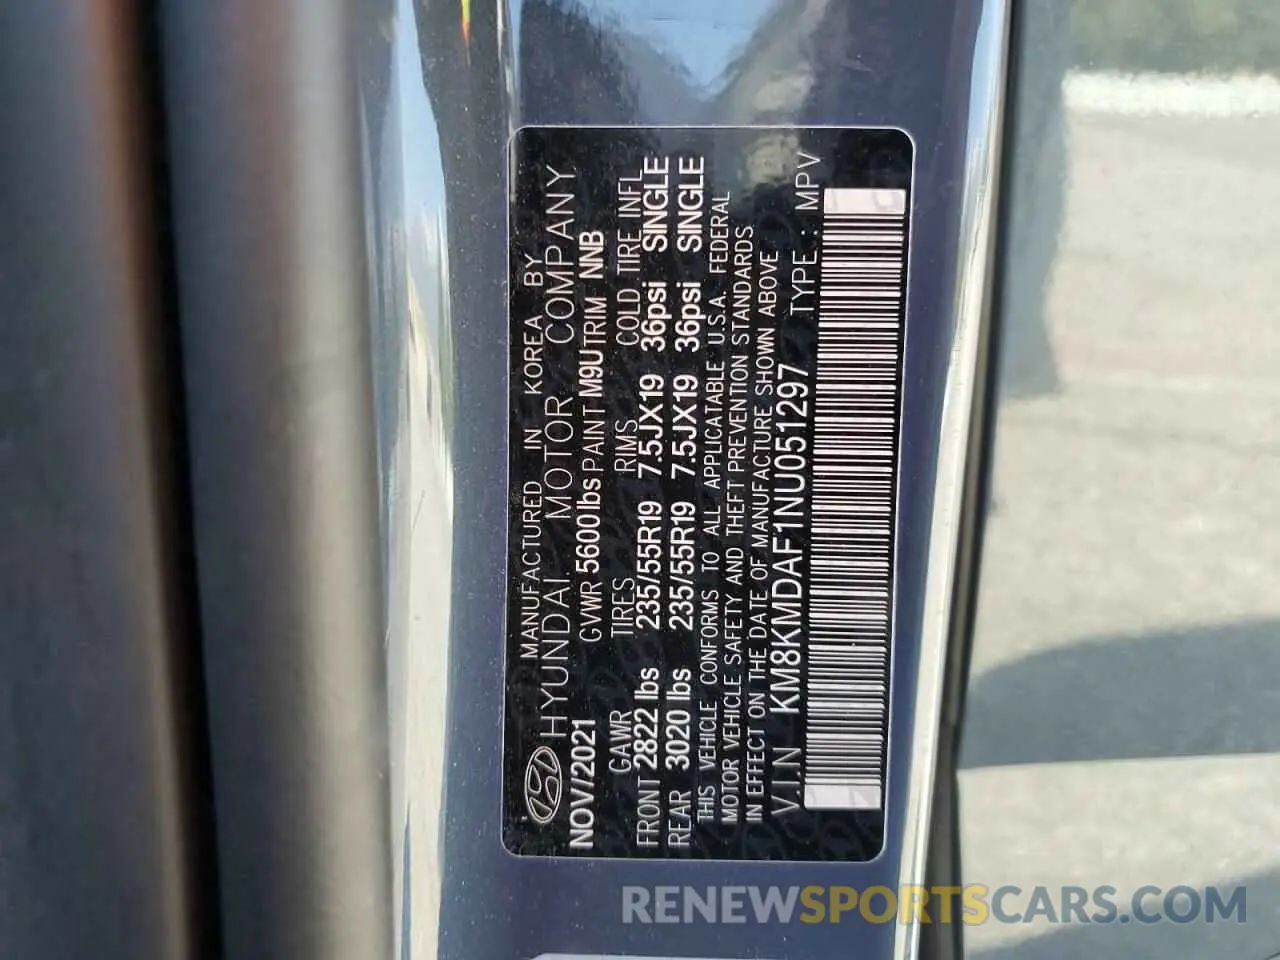 MANUFACTURED IN KOREA BY
HYUNDAI MOTOR COMPANY
NOV/2021 GVWR 5600 lbs PAINT M9U TRIM NNB
GAWR TIRES RIMS COLD TIRE INFL
FRONT 2822 lbs 235/55R19 7.5JX19 36psi SINGLE
REAR 3020 lbs 235/55R19 7.5JX19 36psi SINGLE
THIS VEHICLE CONFORMS TO ALL APPLICATABLE U.S.A. FEDERAL
MOTOR VEHICLE SAFETY AND THEFT PREVENTION STANDARDS
IN EFFECT ON THE DATE OF MANUFACTURE SHOWN ABOVE
V.I.N KM8KMDAF1NU051297 TYPE : MPV
RENEWSPORTSCARS.COM